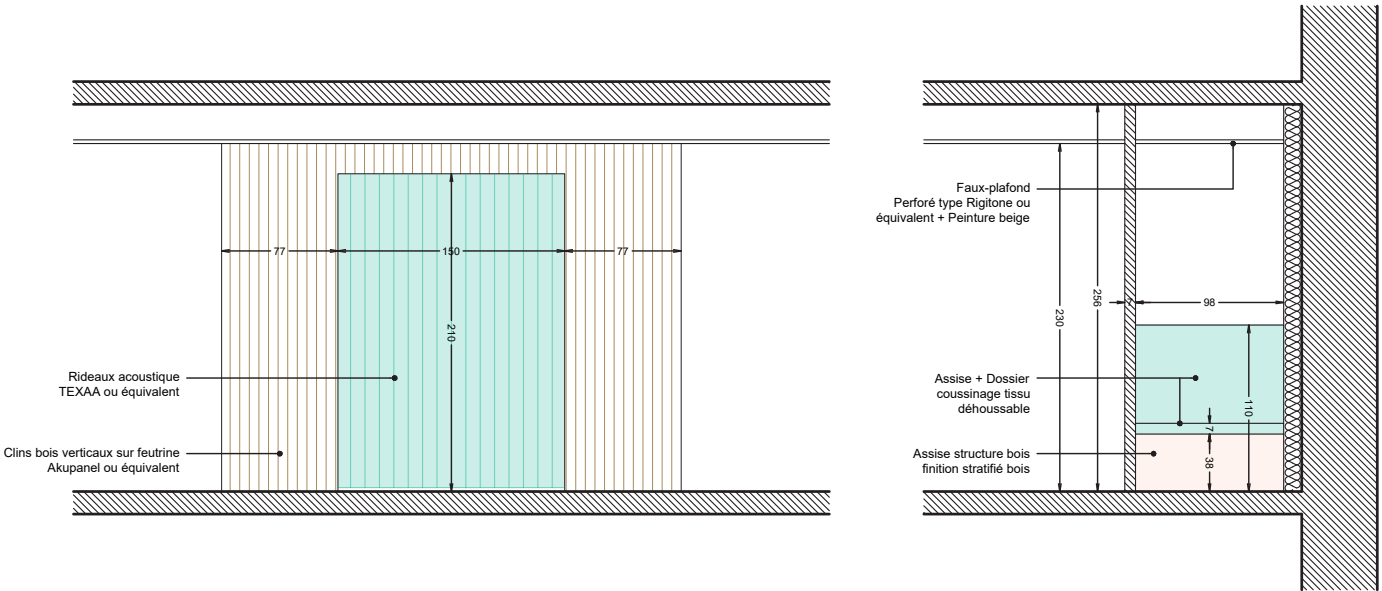 77
150
77
210
Rideaux acoustique
TEXAA ou équivalent
Clins bois verticaux sur feutrine
Akupanel ou équivalent
Faux-plafond
Perforé type Rigitone ou
équivalent + Peinture beige
256
230
7
98
Assise + Dossier
coussinage tissu
déhoussable
110
7
38
Assise structure bois
finition stratifié bois